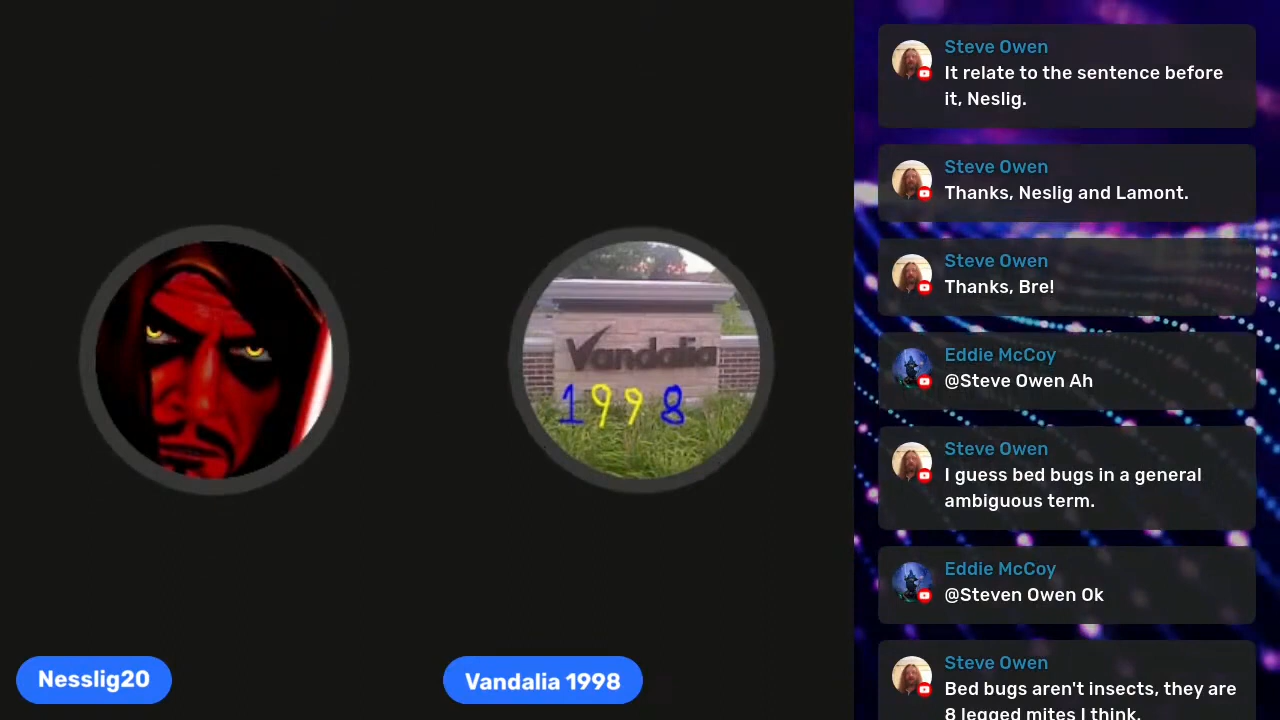 Vandalia
1998
Nesslig20
Vandalia 1998
Steve Owen
It relate to the sentence before
it, Neslig.
Steve Owen
Thanks, Neslig and Lamont.
Steve Owen
Thanks, Bre!
Eddie McCoy
@Steve Owen Ah
Steve Owen
I guess bed bugs in a general
ambiguous term.
Eddie McCoy
@Steven Owen Ok
Steve Owen
Bed bugs aren't insects, they are
8 legged mites I think.